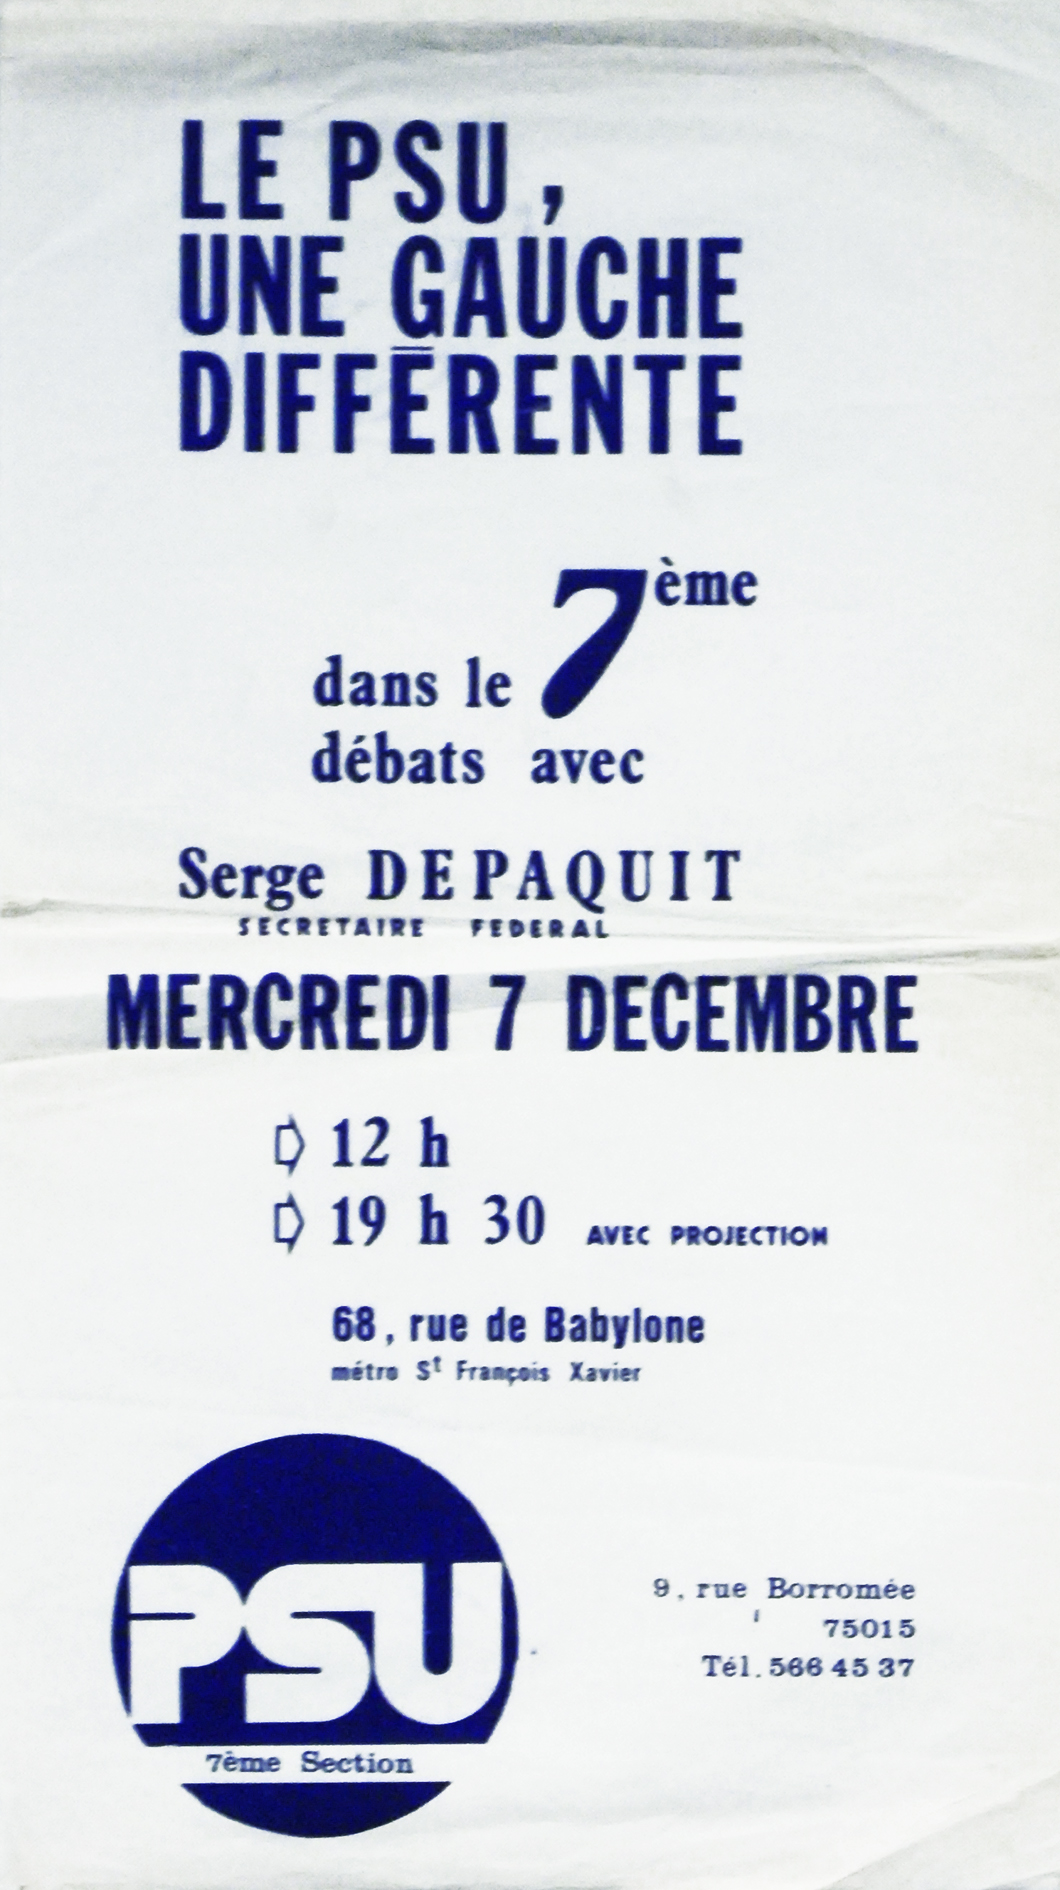 LE PSU,
UNE GAUCHE
DIFFÉRENTE
7ème
dans le
débats avec
Serge DEPAQUIT
SECRETAIRE FEDERAL
MERCREDI 7 DECEMBRE
12 h
19 h 30 AVEC PROJECTION
68, rue de Babylone
métro St François Xavier
PSU
7ème Section
9, rue Borromée
75015
Tél. 566 45 37